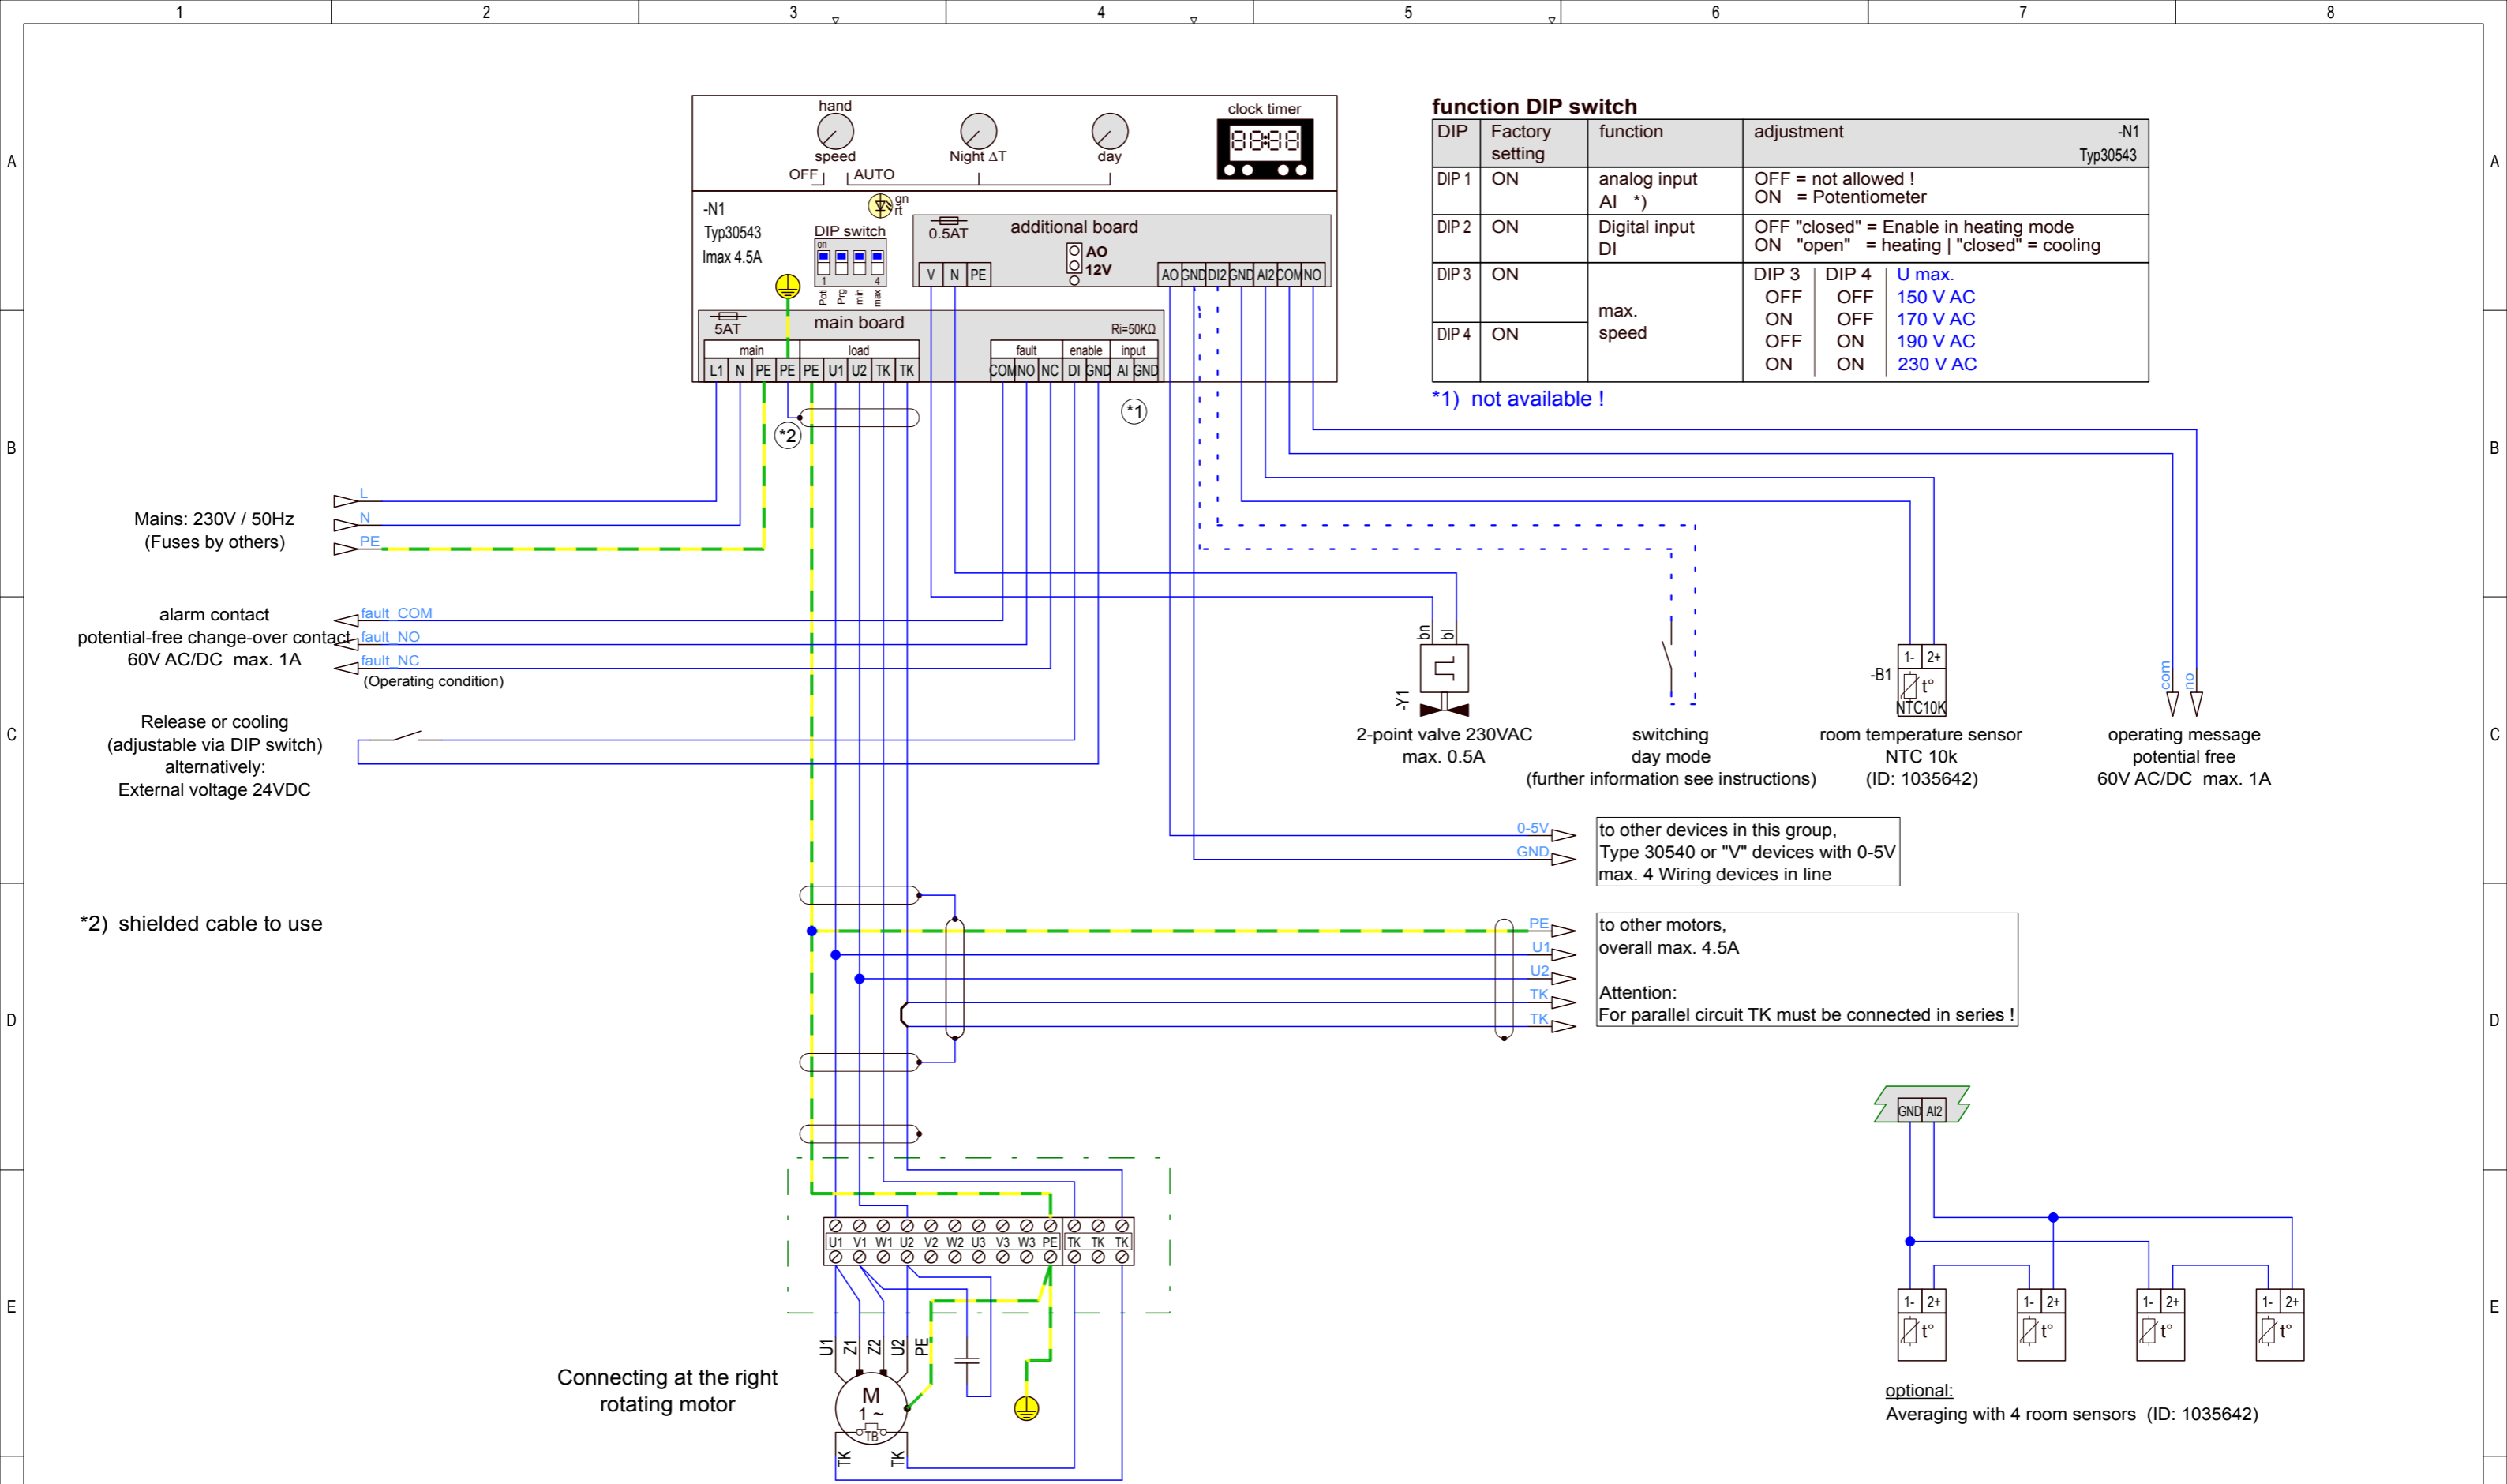 1 2 3 4 5 6 7 8
A
B
C
D
E
hand
speed
OFF AUTO
Night ΔT
day
clock timer
88:88
-N1
Typ30543
Imax 4.5A
gn
rt
DIP switch
on
1 4
Poti
Prg
min
max
0.5AT
additional board
AO
12V
V N PE
AO GND DI2 GND AI2 COM NO
5AT
main board
Ri=50KΩ
main load fault enable input
L1 N PE PE PE U1 U2 TK TK COM NO NC DI GND AI GND
*1
*2
function DIP switch
DIP Factory setting function adjustment -N1
Typ30543
DIP 1 ON analog input OFF = not allowed !
AI *) ON = Potentiometer
DIP 2 ON Digital input OFF "closed" = Enable in heating mode
DI ON "open" = heating | "closed" = cooling
DIP 3 ON DIP 3 DIP 4 U max.
OFF OFF 150 V AC
max. ON OFF 170 V AC
DIP 4 ON speed OFF ON 190 V AC
ON ON 230 V AC
*1) not available !
Mains: 230V / 50Hz
(Fuses by others)
L
N
PE
alarm contact
potential-free change-over contact
60V AC/DC max. 1A
fault_COM
fault_NO
fault_NC
(Operating condition)
Release or cooling
(adjustable via DIP switch)
alternatively:
External voltage 24VDC
bn
bl
-Y1
2-point valve 230VAC
max. 0.5A
switching
day mode
(further information see instructions)
1- 2+
-B1
t°
NTC10K
room temperature sensor
NTC 10k
(ID: 1035642)
com
no
operating message
potential free
60V AC/DC max. 1A
0-5V
GND
to other devices in this group,
Type 30540 or "V" devices with 0-5V
max. 4 Wiring devices in line
*2) shielded cable to use
PE
U1
U2
TK
TK
to other motors,
overall max. 4.5A
Attention:
For parallel circuit TK must be connected in series !
U1 V1 W1 U2 V2 W2 U3 V3 W3 PE TK TK TK
U1
Z1
Z2
U2
PE
M
1 ~
TB
TK
TK
Connecting at the right
rotating motor
GND AI2
1- 2+ 1- 2+ 1- 2+ 1- 2+
t° t° t° t°
optional:
Averaging with 4 room sensors (ID: 1035642)
A
B
C
D
E